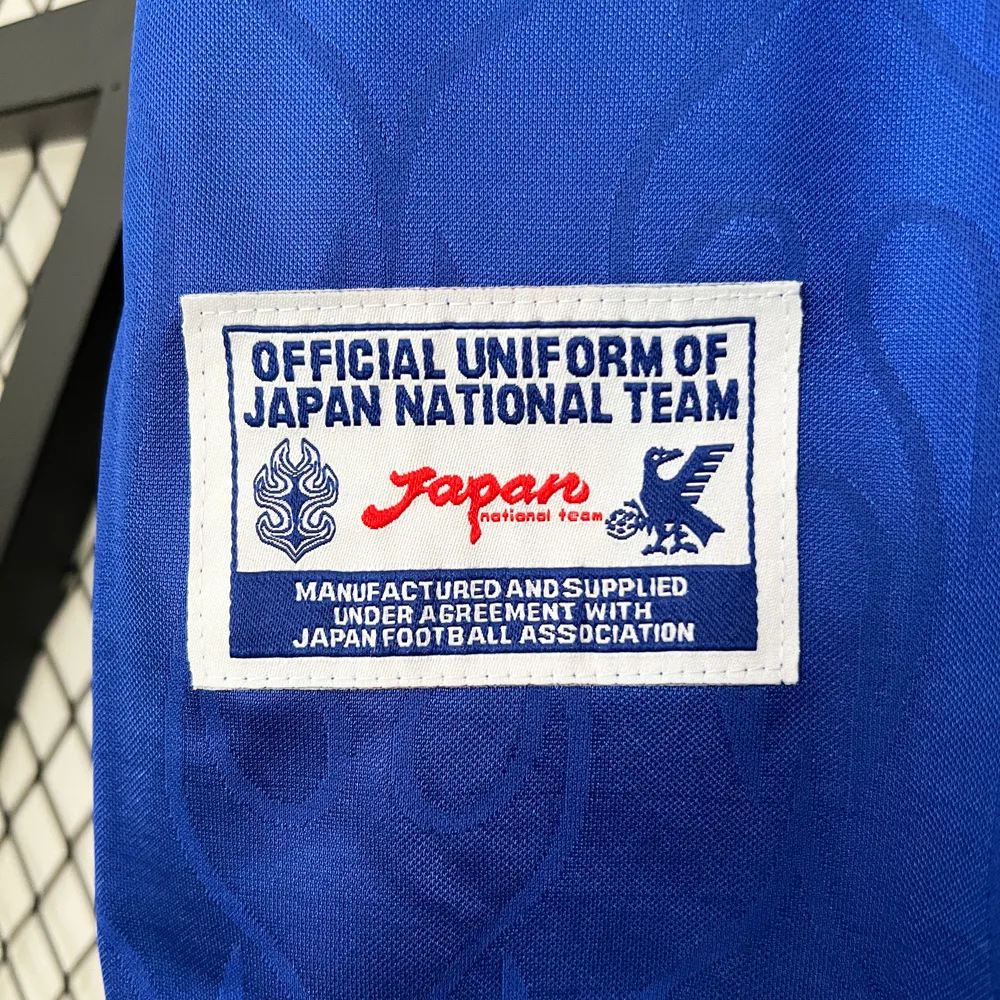 OFFICIAL UNIFORM OF
JAPAN NATIONAL TEAM
Japan
national team
MANUFACTURED AND SUPPLIED
UNDER AGREEMENT WITH
JAPAN FOOTBALL ASSOCIATION